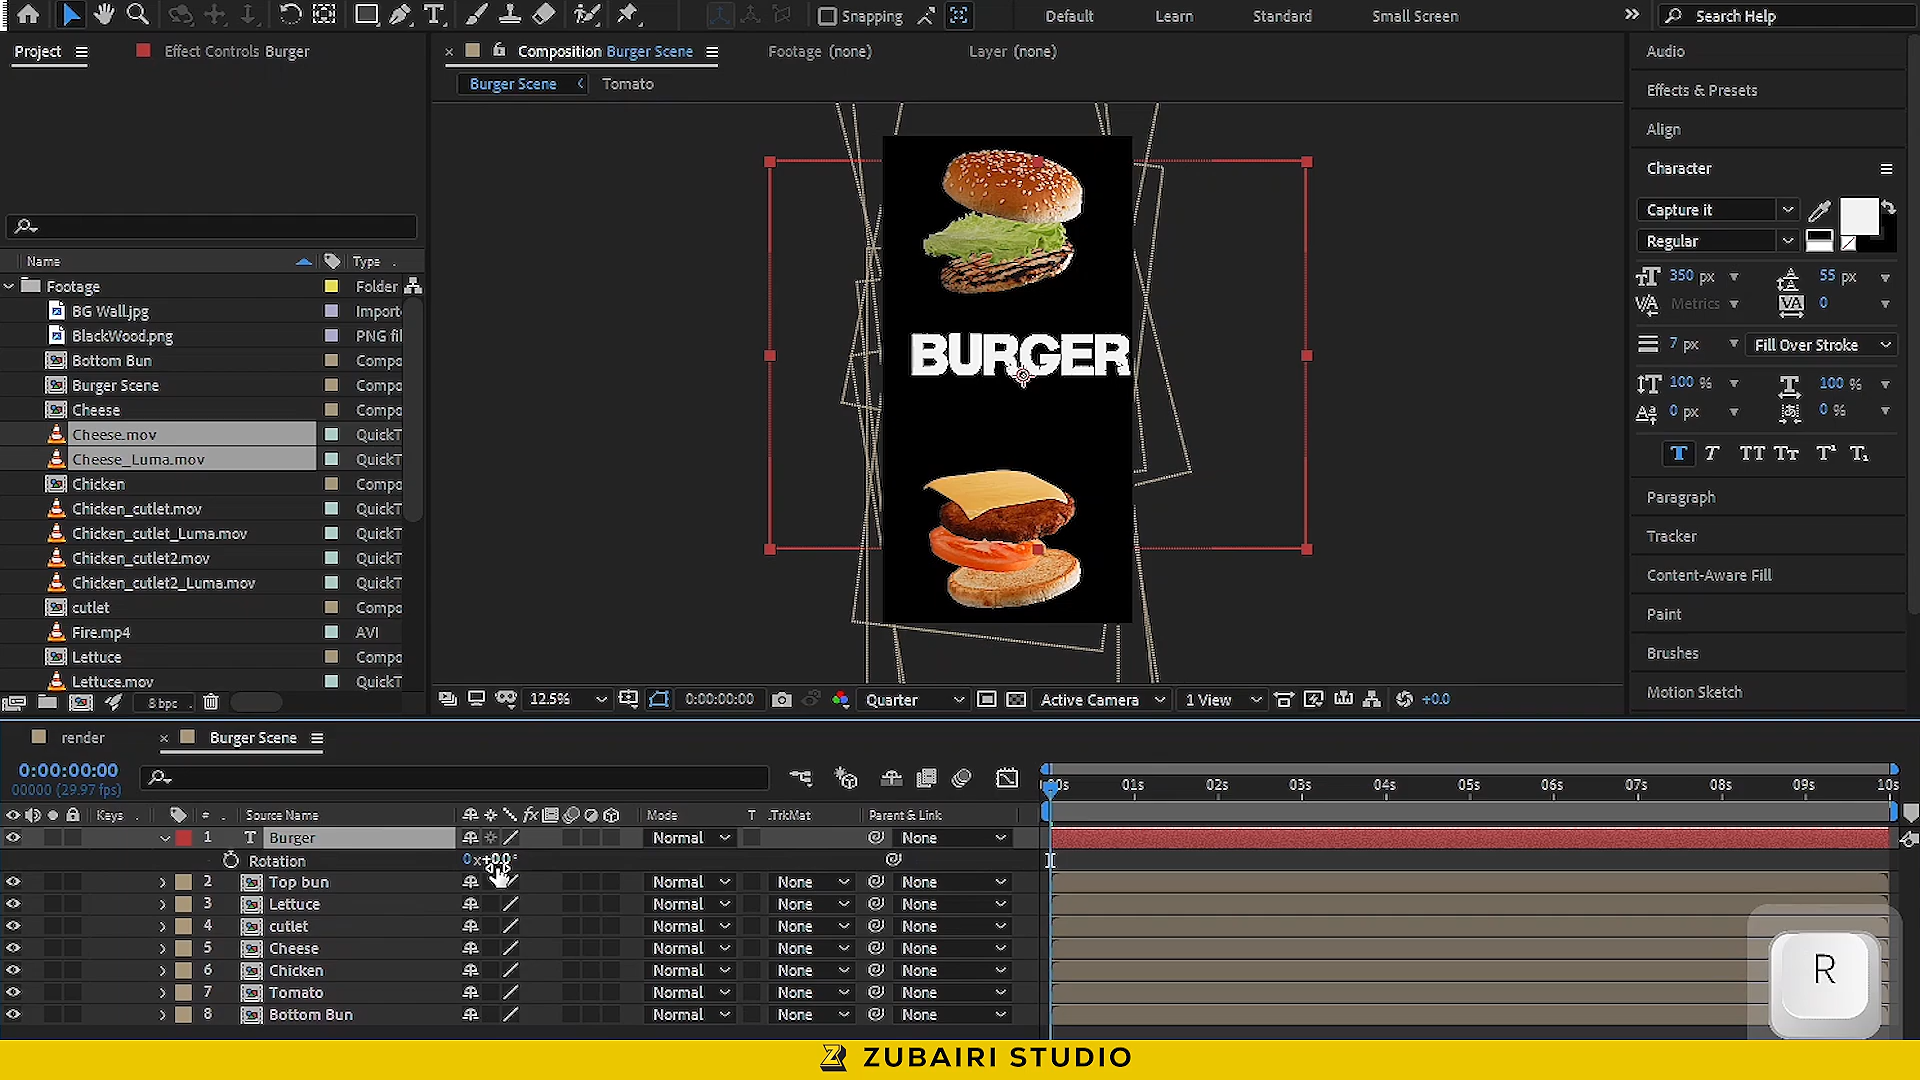 Snapping
Default
Learn
Standard
Small Screen
Search Help
Project
Effect Controls Burger
Composition Burger Scene
Footage (none)
Layer (none)
Burger Scene
Tomato
Audio
Effects & Presets
Align
Character
Capture it
Regular
350 px
55 px
Metrics
0
7 px
Fill Over Stroke
100 %
100 %
0 px
0 %
T T TT Tт T¹ T₁
Paragraph
Tracker
Content-Aware Fill
Paint
Brushes
Motion Sketch
Name
Type
Footage
Folder
BG Wall.jpg
Import
BlackWood.png
PNG fil
Bottom Bun
Compo
Burger Scene
Compo
Cheese
Compo
Cheese.mov
QuickT
Cheese_Luma.mov
QuickT
Chicken
Compo
Chicken_cutlet.mov
QuickT
Chicken_cutlet_Luma.mov
QuickT
Chicken_cutlet2.mov
QuickT
Chicken_cutlet2_Luma.mov
QuickT
cutlet
Compo
Fire.mp4
AVI
Lettuce
Compo
Lettuce.mov
QuickT
8 bpc
BURGER
12.5%
0:00:00:00
Quarter
Active Camera
1 View
+0.0
render
Burger Scene
0:00:00:00
00000 (29.97 fps)
Keys
#
Source Name
Mode
T .TrkMat
Parent & Link
01s 02s 03s 04s 05s 06s 07s 08s 09s 10s
1 T Burger Normal None
Rotation 0x+0.0°
2 Top bun Normal None None
3 Lettuce Normal None None
4 cutlet Normal None None
5 Cheese Normal None None
6 Chicken Normal None None
7 Tomato Normal None None
8 Bottom Bun Normal None None
R
ZUBAIRI STUDIO